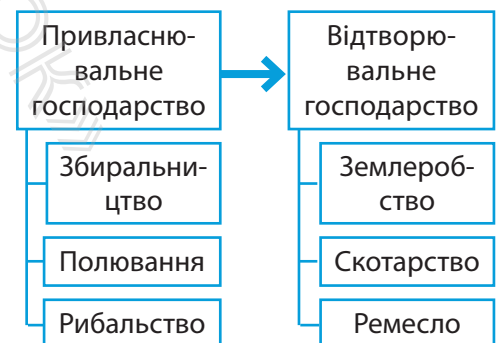 Привласню-
вальне
господарство
Збиральни-
цтво
Полювання
Рибальство
Відтворю-
вальне
господарство
Землероб-
ство
Скотарство
Ремесло